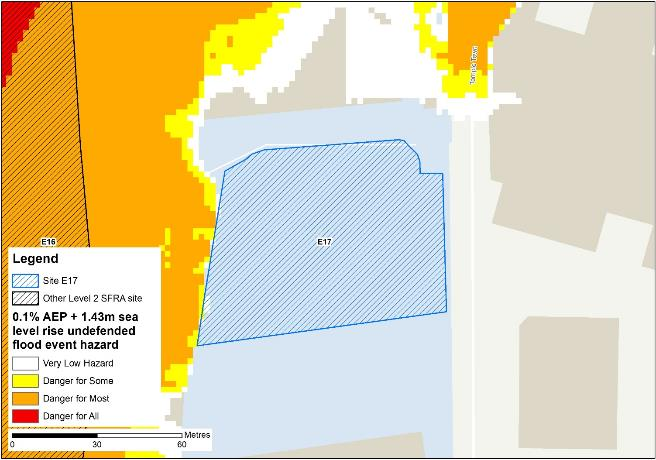 E17
E16
Legend
Site E17
Other Level 2 SFRA site
0.1% AEP + 1.43m sea
level rise undefended
flood event hazard
Very Low Hazard
Danger for Some
Danger for Most
Danger for All
Metres
0 30 60